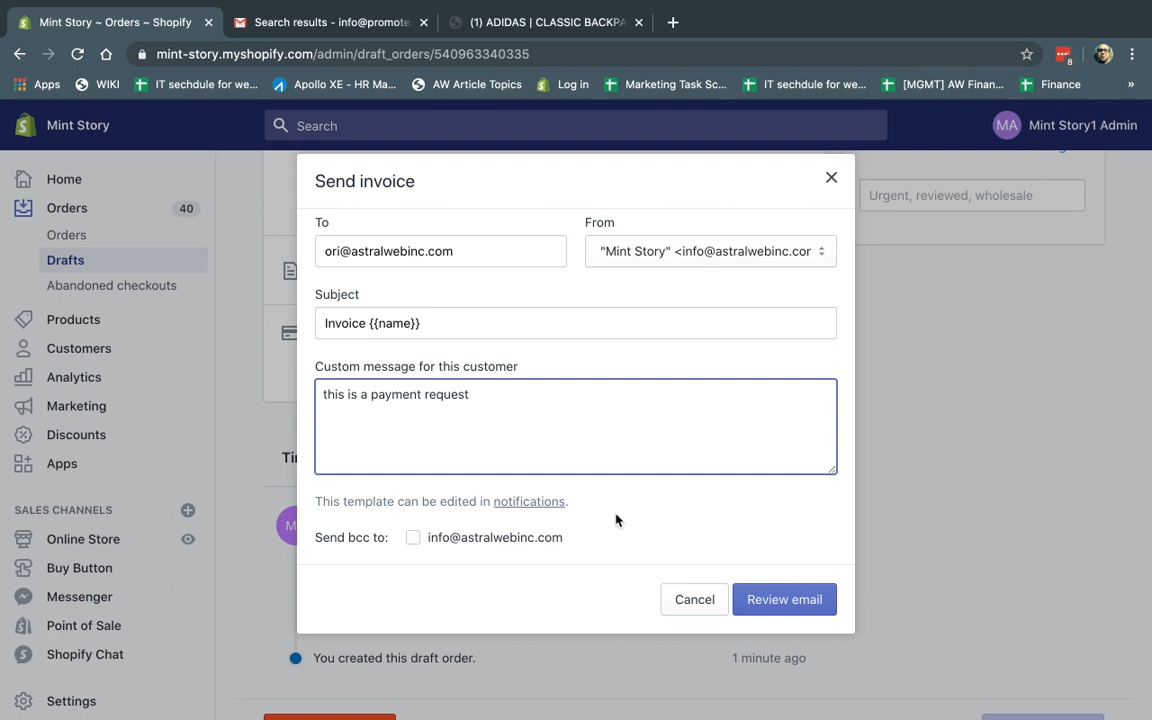 Mint Story ~ Orders ~ Shopify
Search results - info@promote
(1) ADIDAS | CLASSIC BACKPA
mint-story.myshopify.com/admin/draft_orders/540963340335
8
Apps
WIKI
IT sechdule for we...
Apollo XE - HR Ma...
AW Article Topics
Log in
Marketing Task Sc...
IT sechdule for we...
[MGMT] AW Finan...
Finance
»
Mint Story
Search
MA
Mint Story1 Admin
Home
Orders
40
Orders
Drafts
Abandoned checkouts
Products
Customers
Analytics
Marketing
Discounts
Apps
SALES CHANNELS
Online Store
Buy Button
Messenger
Point of Sale
Shopify Chat
Settings
Urgent, reviewed, wholesale
Send invoice
To
From
ori@astralwebinc.com
"Mint Story" <info@astralwebinc.cor
Subject
Invoice {{name}}
Custom message for this customer
this is a payment request
This template can be edited in notifications.
Send bcc to:
info@astralwebinc.com
Cancel
Review email
You created this draft order.
1 minute ago